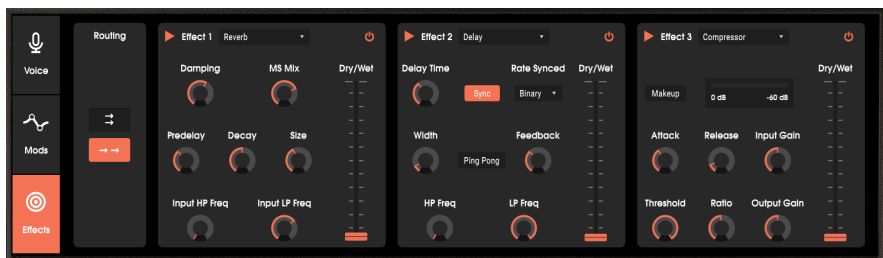 Voice
Mods
Effects
Routing
Effect 1 Reverb
Damping MS Mix Dry/Wet
Predelay Decay Size
Input HP Freq Input LP Freq
Effect 2 Delay
Delay Time Rate Synced Dry/Wet
Sync Binary
Width Feedback
Ping Pong
HP Freq LP Freq
Effect 3 Compressor
Dry/Wet
Makeup 0 dB -60 dB
Attack Release Input Gain
Threshold Ratio Output Gain